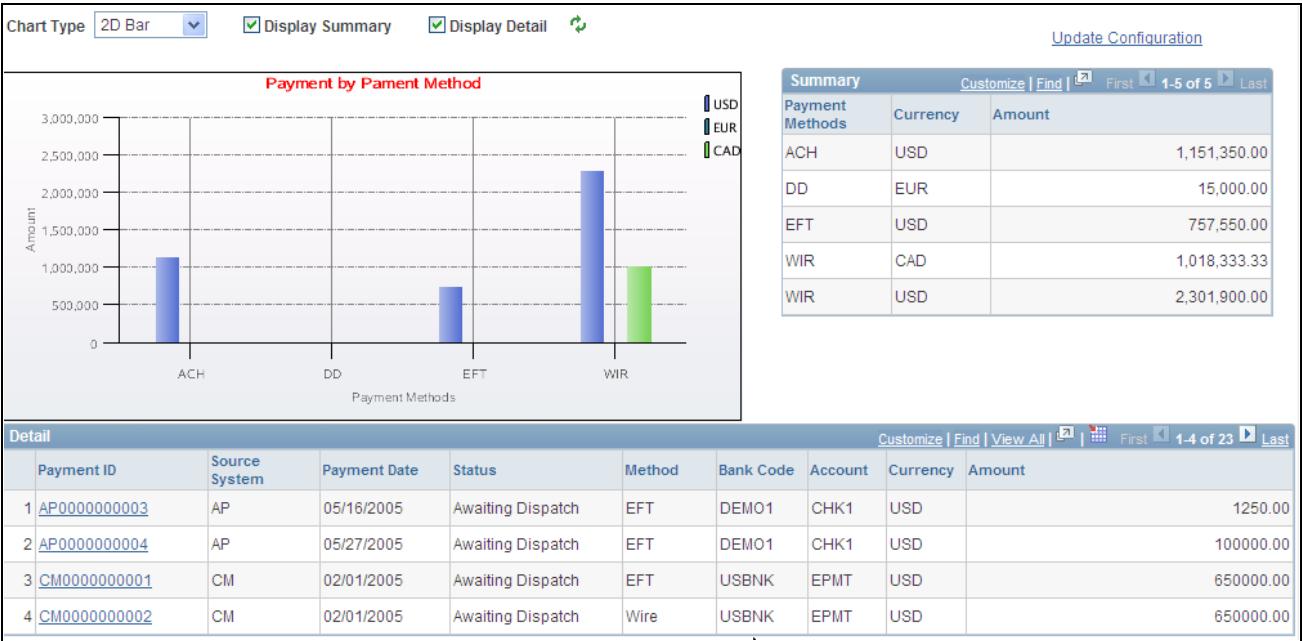 Chart Type 2D Bar Display Summary Display Detail
Update Configuration
Payment by Pament Method
USD
EUR
CAD
3,000,000
2,500,000
2,000,000
1,500,000
1,000,000
500,000
0
Amount
ACH DD EFT WIR
Payment Methods
Summary Customize | Find | First 1-5 of 5 Last
Payment Methods Currency Amount
ACH USD 1,151,350.00
DD EUR 15,000.00
EFT USD 757,550.00
WIR CAD 1,018,333.33
WIR USD 2,301,900.00
Detail Customize | Find | View All | | First 1-4 of 23 Last
Payment ID Source System Payment Date Status Method Bank Code Account Currency Amount
1 AP0000000003 AP 05/16/2005 Awaiting Dispatch EFT DEMO1 CHK1 USD 1250.00
2 AP0000000004 AP 05/27/2005 Awaiting Dispatch EFT DEMO1 CHK1 USD 100000.00
3 CM0000000001 CM 02/01/2005 Awaiting Dispatch EFT USBNK EPMT USD 650000.00
4 CM0000000002 CM 02/01/2005 Awaiting Dispatch Wire USBNK EPMT USD 650000.00